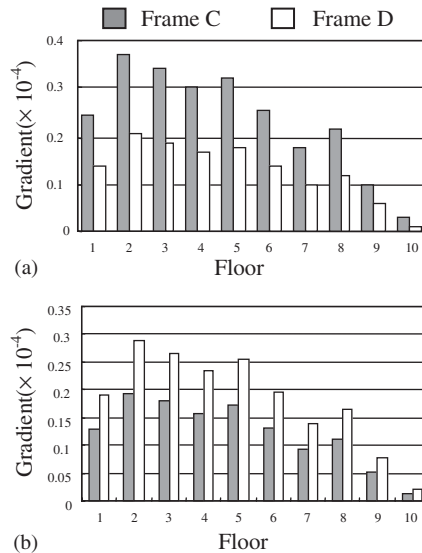 Frame C Frame D
0.4
0.3
0.2
0.1
0
Gradient(× 10⁻⁴)
1 2 3 4 5 6 7 8 9 10
(a) Floor
0.35
0.3
0.25
0.2
0.15
0.1
0.05
0
Gradient(× 10⁻⁴)
1 2 3 4 5 6 7 8 9 10
(b) Floor